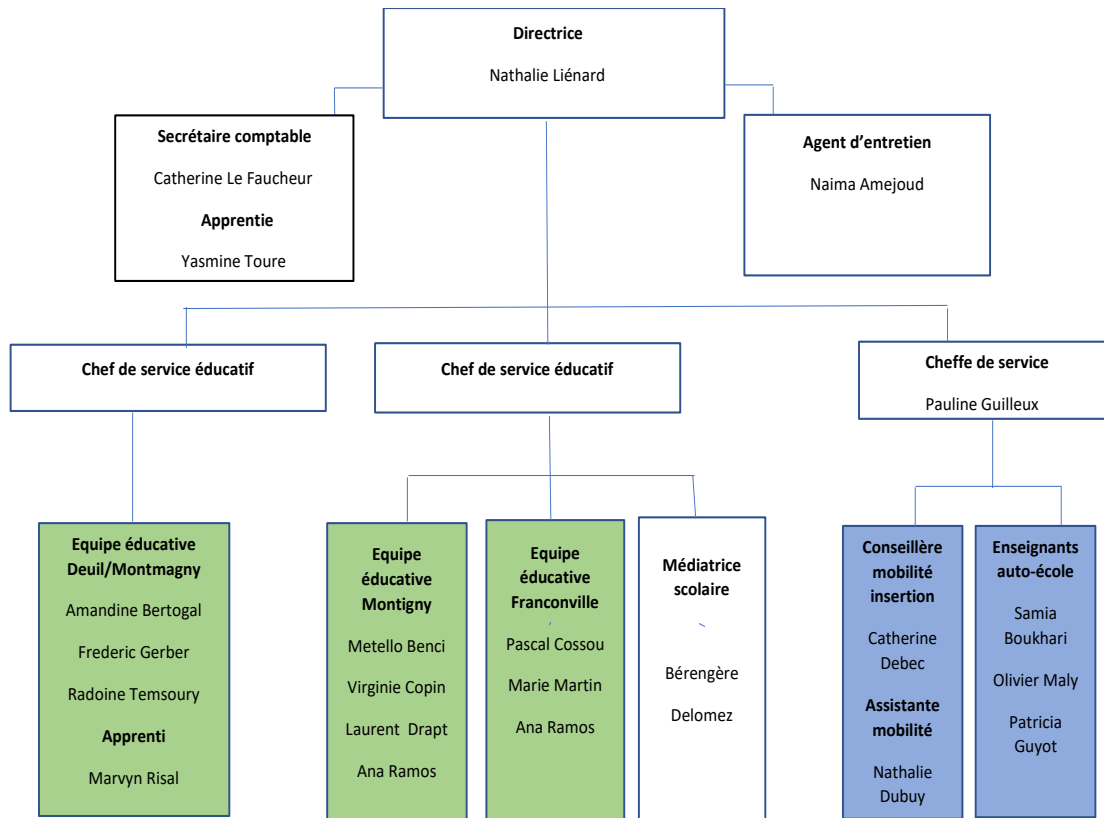 Directrice
Nathalie Liénard
Secrétaire comptable
Catherine Le Faucheur
Apprentie
Yasmine Toure
Agent d'entretien
Naima Amejoud
Chef de service éducatif
Chef de service éducatif
Cheffe de service
Pauline Guilleux
Equipe éducative
Deuil/Montmagny
Amandine Bertogal
Frederic Gerber
Radoine Temsoury
Apprenti
Marvyn Risal
Equipe
éducative
Montigny
Metello Benci
Virginie Copin
Laurent Drapt
Ana Ramos
Equipe
éducative
Franconville
Pascal Cossou
Marie Martin
Ana Ramos
Médiatrice
scolaire
Bérengère
Delomez
Conseillère
mobilité
insertion
Catherine
Debec
Assistante
mobilité
Nathalie
Dubuy
Enseignants
auto-école
Samia
Boukhari
Olivier Maly
Patricia
Guyot